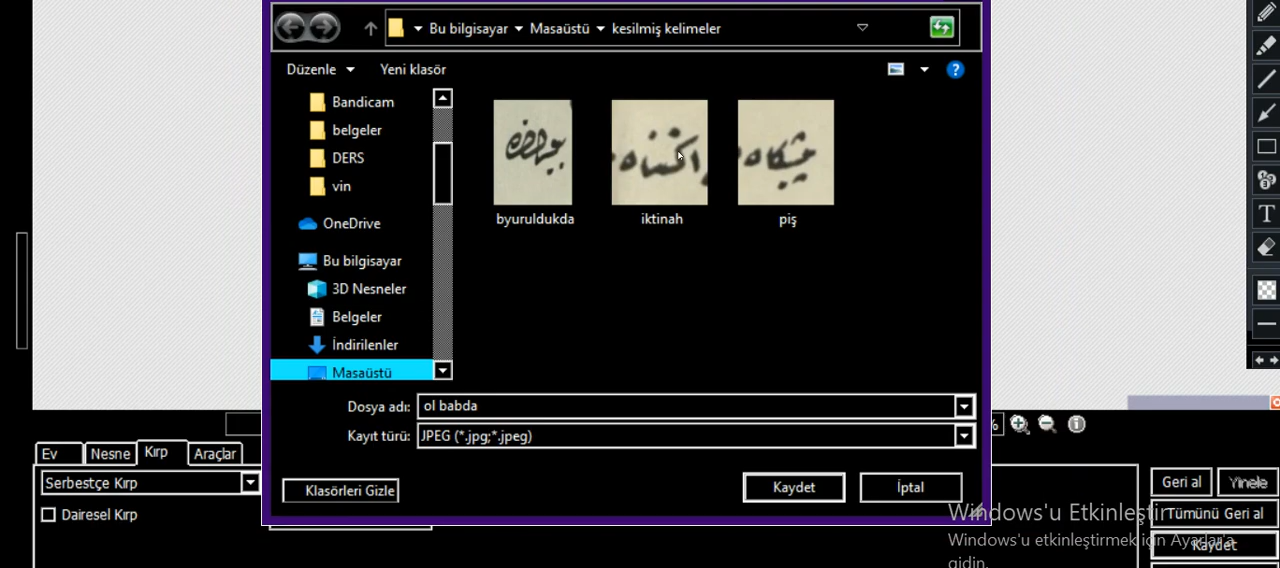 Bu bilgisayar Masaüstü kesilmiş kelimeler
Düzenle Yeni klasör
Bandicam
belgeler
DERS
vin
OneDrive
Bu bilgisayar
3D Nesneler
Belgeler
İndirilenler
Masaüstü
byuruldukda iktinah piş
Dosya adı: ol babda
Kayıt türü: JPEG (*.jpg;*.jpeg)
Klasörleri Gizle Kaydet İptal
%
Ev Nesne Kırp Araçlar
Serbestçe Kırp
Dairesel Kırp
Geri al Yinele
Tümünü Geri al
Kaydet
Windows'u Etkinleştir
Windows'u etkinleştirmek için Ayarlar'a
gidin.
T